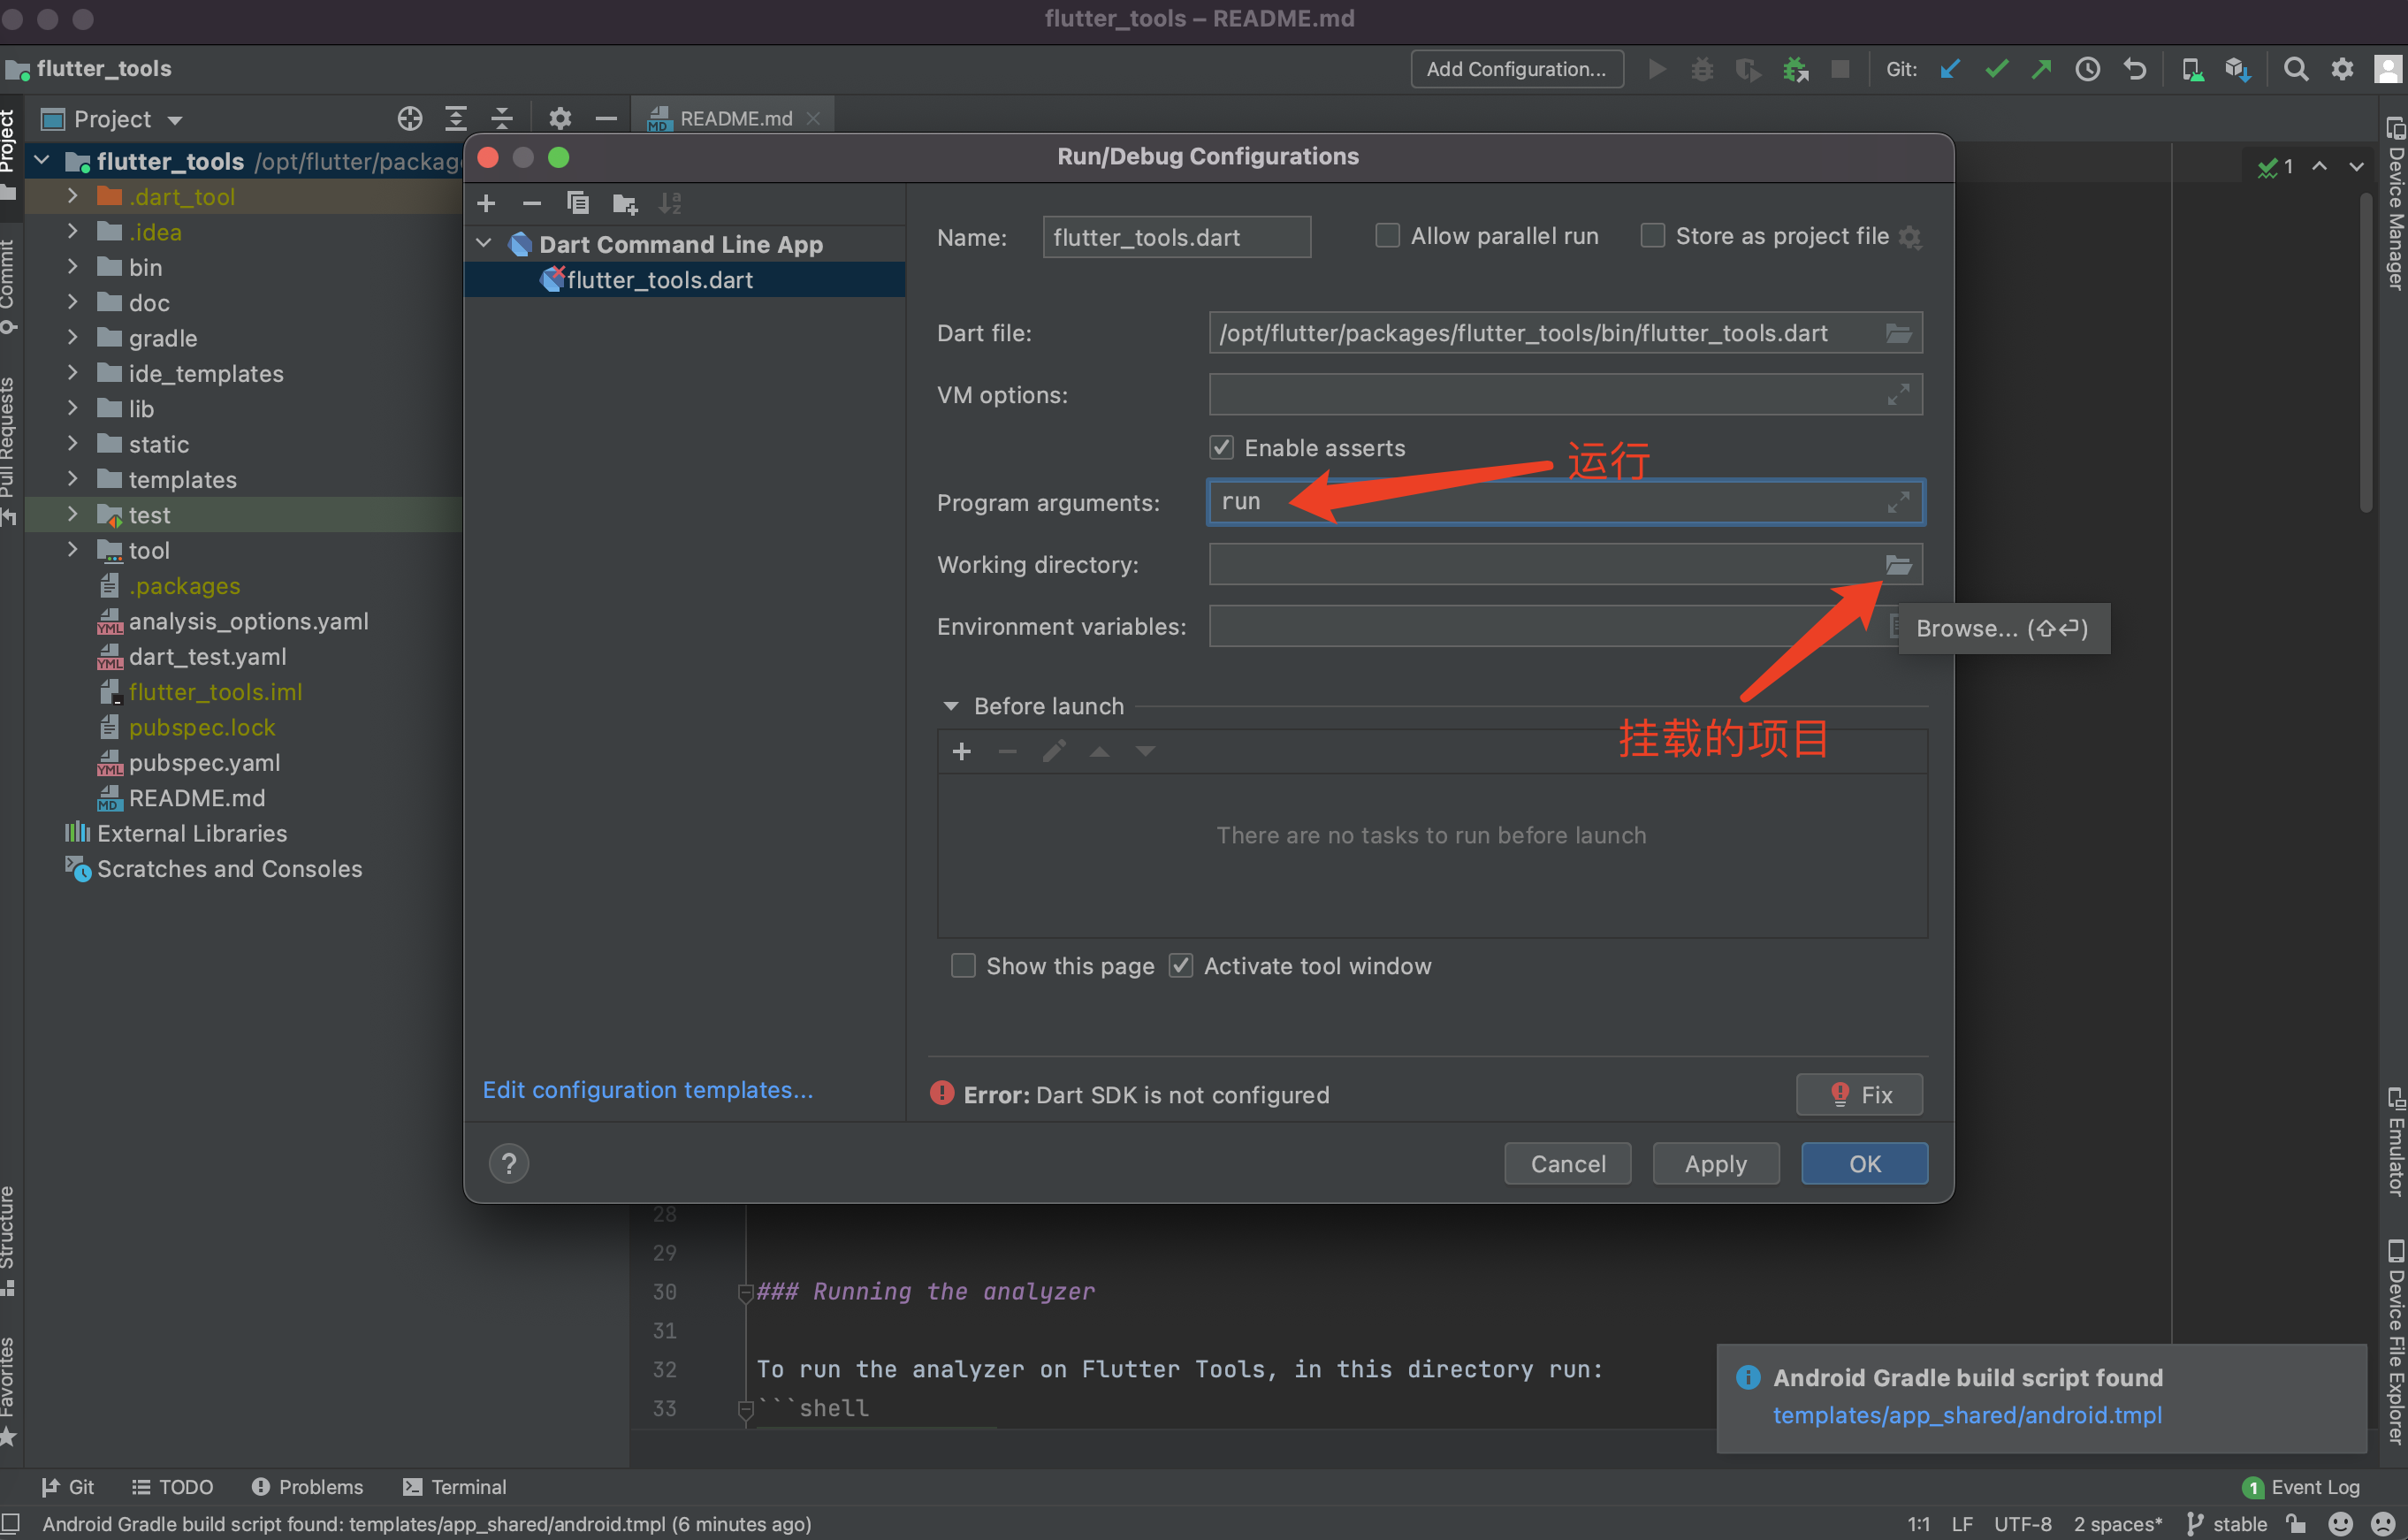 flutter_tools – README.md
flutter_tools
Add Configuration...
Git:
Project
README.md
Project
Commit
Pull Requests
Structure
Favorites
flutter_tools /opt/flutter/packag
.dart_tool
.idea
bin
doc
gradle
ide_templates
lib
static
templates
test
tool
.packages
analysis_options.yaml
dart_test.yaml
flutter_tools.iml
pubspec.lock
pubspec.yaml
README.md
External Libraries
Scratches and Consoles
Run/Debug Configurations
Dart Command Line App
flutter_tools.dart
Edit configuration templates...
Name: flutter_tools.dart
Allow parallel run
Store as project file
Dart file: /opt/flutter/packages/flutter_tools/bin/flutter_tools.dart
VM options:
Enable asserts
运行
Program arguments: run
Working directory:
Environment variables:
Browse... (⇧⏎)
挂载的项目
Before launch
There are no tasks to run before launch
Show this page
Activate tool window
Error: Dart SDK is not configured
Fix
?
Cancel
Apply
OK
1
28
29
30 ### Running the analyzer
31
32 To run the analyzer on Flutter Tools, in this directory run:
33 ```shell
Android Gradle build script found
templates/app_shared/android.tmpl
Device Manager
Emulator
Device File Explorer
Git
TODO
Problems
Terminal
1 Event Log
Android Gradle build script found: templates/app_shared/android.tmpl (6 minutes ago)
1:1 LF UTF-8 2 spaces* stable